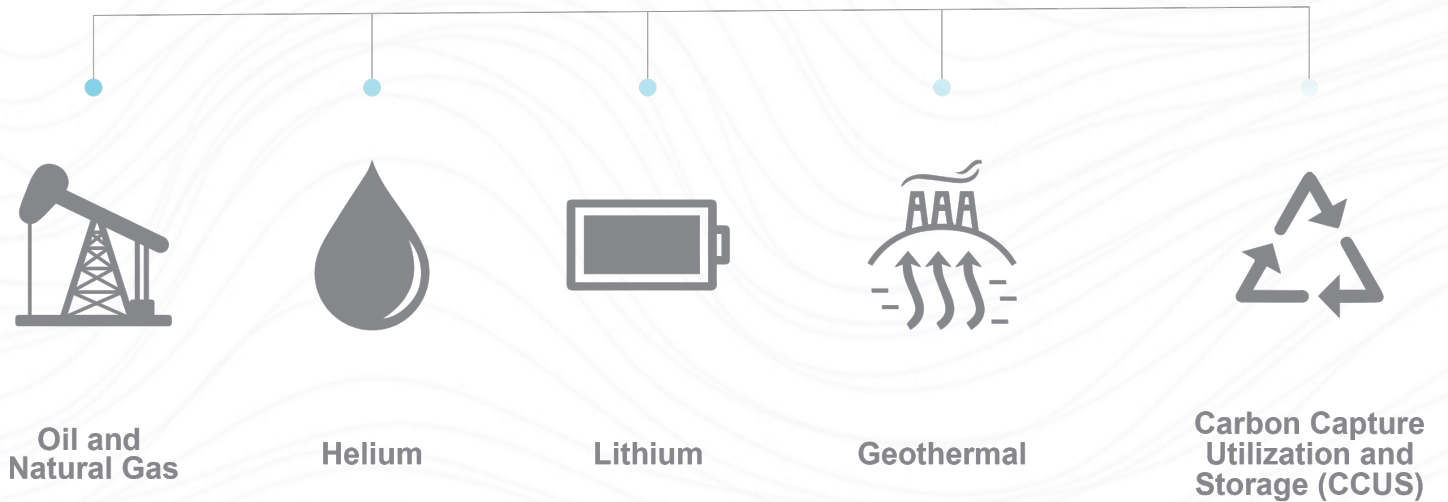 Oil and
Natural Gas
Helium
Lithium
Geothermal
Carbon Capture
Utilization and
Storage (CCUS)